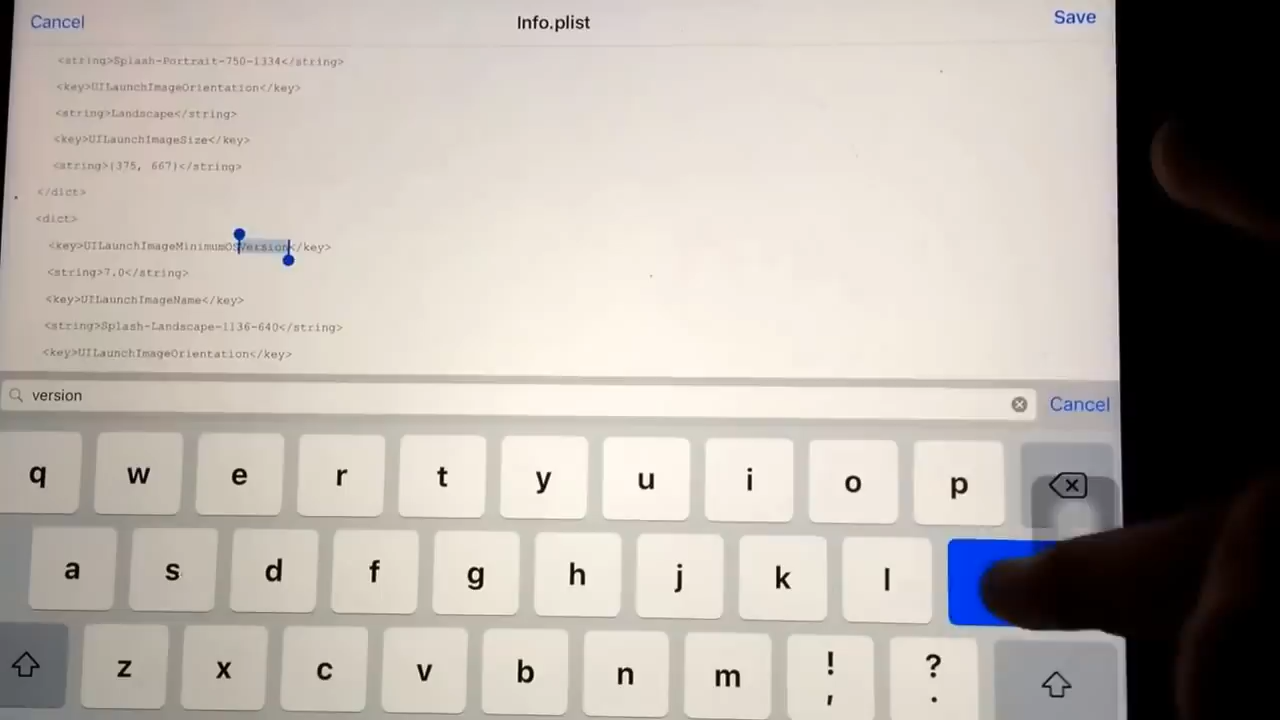 Cancel Info.plist Save
<string>Splash-Portrait-750-1334</string>
<key>UILaunchImageOrientation</key>
<string>Landscape</string>
<key>UILaunchImageSize</key>
<string>{375, 667}</string>
</dict>
<dict>
<key>UILaunchImageMinimumOSVersion</key>
<string>7.0</string>
<key>UILaunchImageName</key>
<string>Splash-Landscape-1136-640</string>
<key>UILaunchImageOrientation</key>
version Cancel
q w e r t y u i o p
a s d f g h j k l
z x c v b n m ! , ? .